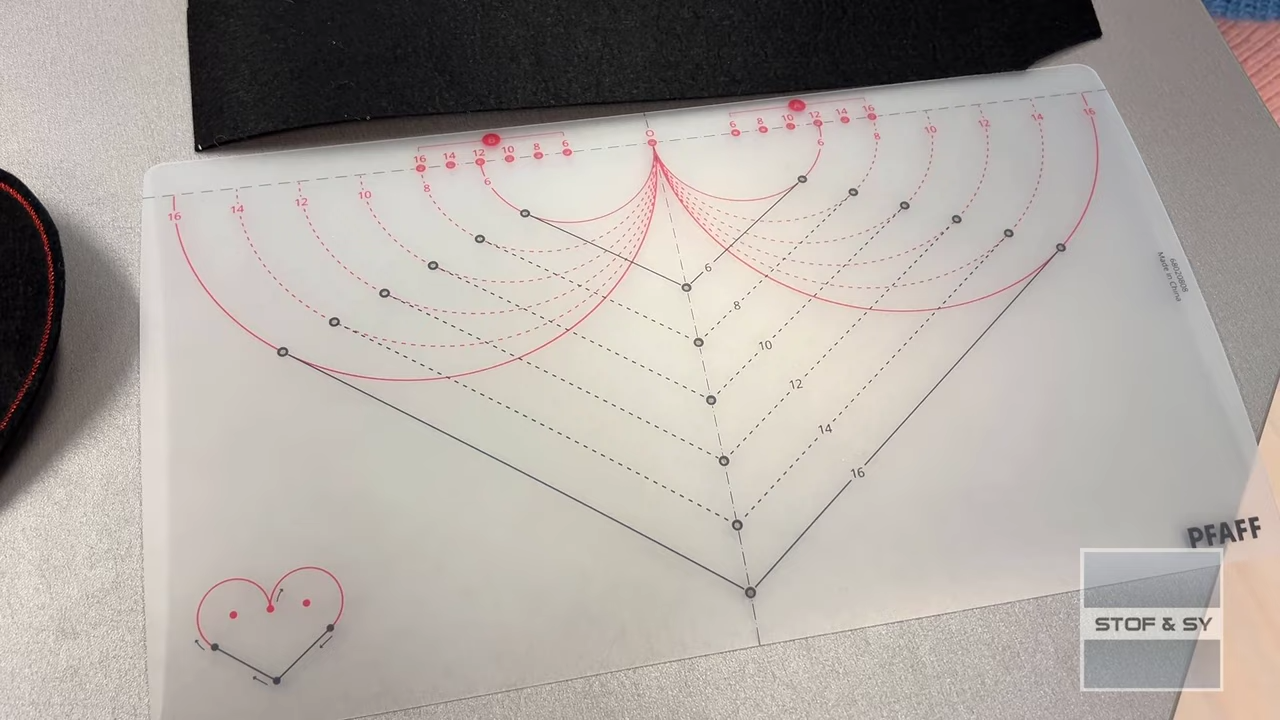 0
6 8 10 12 14 16
16 14 12 10 8 6
6 8 10 12 14 16
16 14 12 10 8 6
6
8
10
12
14
16
68920808
Made in China
PFAFF
STOF & SY